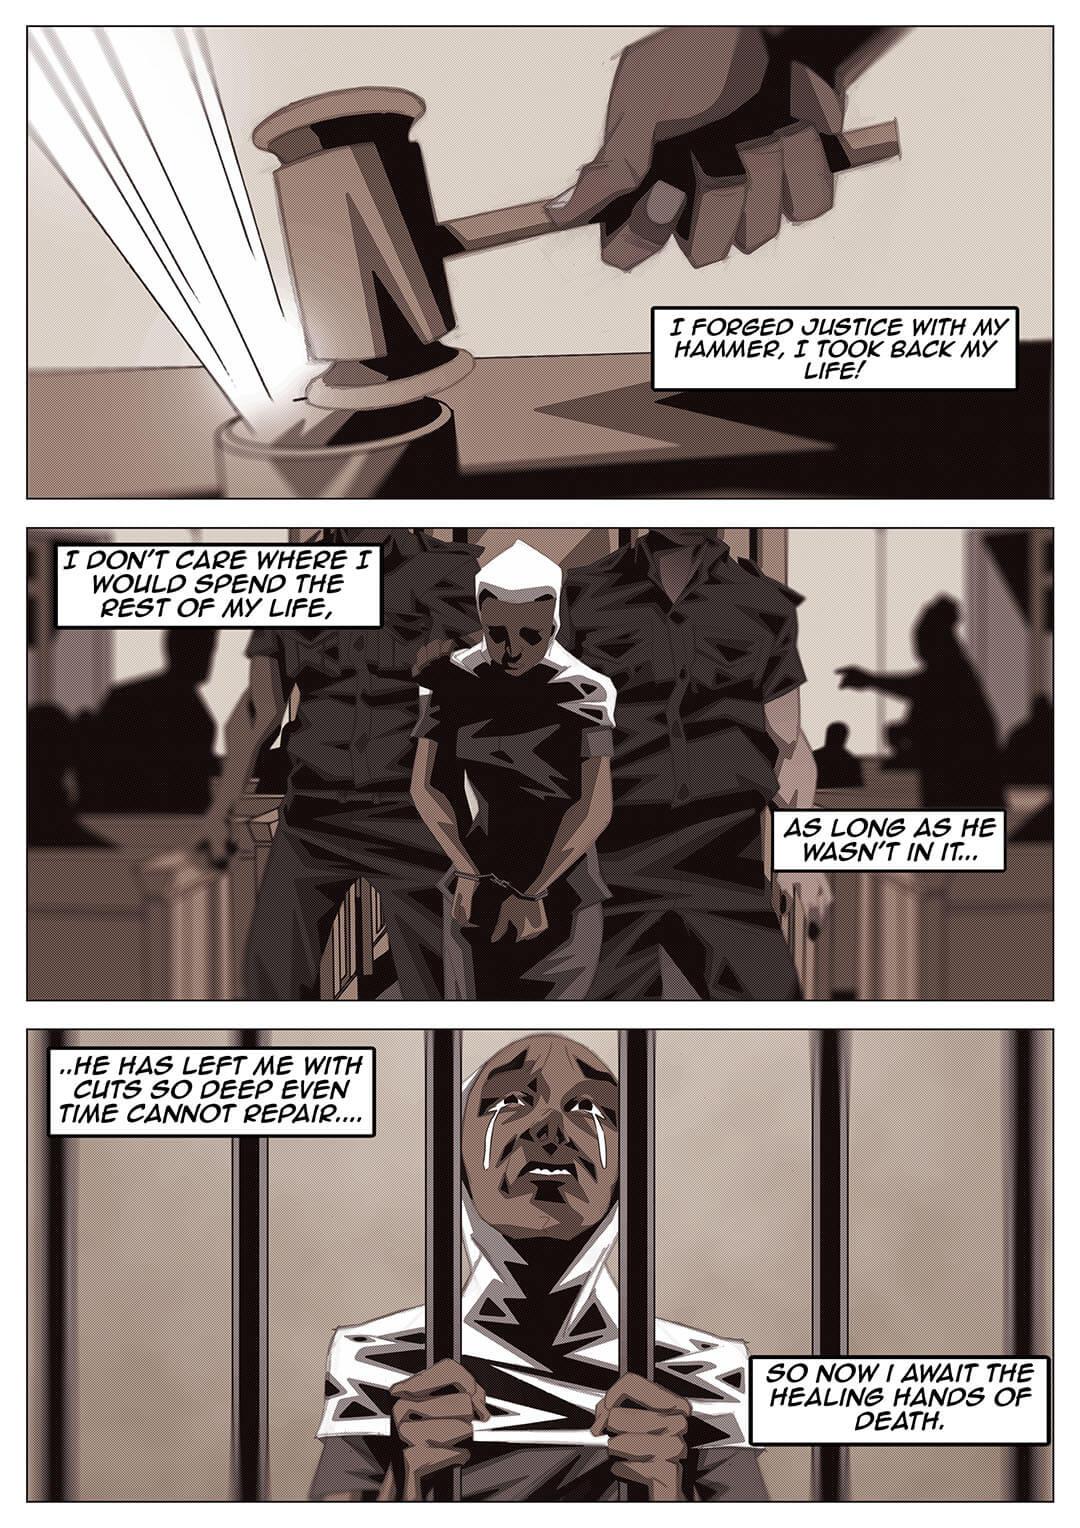 I FORGED JUSTICE WITH MY
HAMMER, I TOOK BACK MY
LIFE!
I DON'T CARE WHERE I
WOULD SPEND THE
REST OF MY LIFE,
AS LONG AS HE
WASN'T IN IT...
..HE HAS LEFT ME WITH
CUTS SO DEEP EVEN
TIME CANNOT REPAIR....
SO NOW I AWAIT THE
HEALING HANDS OF
DEATH.